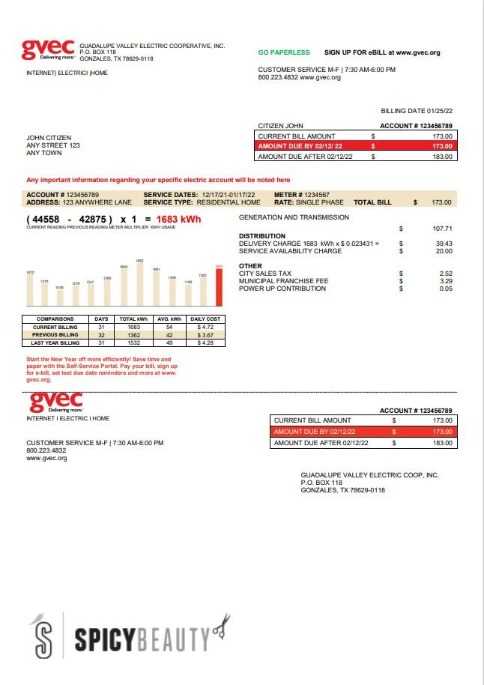 gvec
Delivering more.
GUADALUPE VALLEY ELECTRIC COOPERATIVE, INC.
P.O. BOX 118
GONZALES, TX 78629-0118
INTERNET| ELECTRICI |HOME
GO PAPERLESS SIGN UP FOR eBILL at www.gvec.org
CUSTOMER SERVICE M-F | 7:30 AM-6:00 PM
800.223.4832 www.gvec.org
BILLING DATE 01/25/22
JOHN CITIZEN
ANY STREET 123
ANY TOWN
CITIZEN JOHN ACCOUNT # 123456789
CURRENT BILL AMOUNT $ 173.00
AMOUNT DUE BY 02/12/ 22 $ 173.00
AMOUNT DUE AFTER 02/12/22 $ 183.00
Any important information regarding your specific electric account will be noted here
ACCOUNT # 123456789 SERVICE DATES: 12/17/21-01/17/22 METER # 1234567
ADDRESS: 123 ANYWHERE LANE SERVICE TYPE: RESIDENTIAL HOME RATE: SINGLE PHASE TOTAL BILL $ 173.00
( 44558 - 42875 ) x 1 = 1683 kWh
CURRENT READING PREVIOUS READING METER MULTIPLIER KWH USAGE
GENERATION AND TRANSMISSION
$ 107.71
DISTRIBUTION
DELIVERY CHARGE 1683 kWh x $ 0.023431 = $ 39.43
SERVICE AVAILABILITY CHARGE $ 20.00
OTHER
CITY SALES TAX $ 2.52
MUNICIPAL FRANCHISE FEE $ 3.29
POWER UP CONTRIBUTION $ 0.05
COMPARISONS DAYS TOTAL kWh AVG. kWh DAILY COST
CURRENT BILLING 31 1683 54 $ 4.72
PREVIOUS BILLING 32 1362 42 $ 3.67
LAST YEAR BILLING 31 1532 49 $ 4.28
Start the New Year off more efficiently! Save time and
paper with the Self-Service Portal. Pay your bill, sign up
for e-bill, set text due date reminders and more at www.
gvec.org.
gvec
Delivering more.
INTERNET I ELECTRIC I HOME
CUSTOMER SERVICE M-F | 7:30 AM-6:00 PM
800.223.4832
www.gvec.org
ACCOUNT # 123456789
CURRENT BILL AMOUNT $ 173.00
AMOUNT DUE BY 02/12/22 $ 173.00
AMOUNT DUE AFTER 02/12/22 $ 183.00
GUADALUPE VALLEY ELECTRIC COOP, INC.
P.O. BOX 118
GONZALES, TX 78629-0118
S SPICYBEAUTY